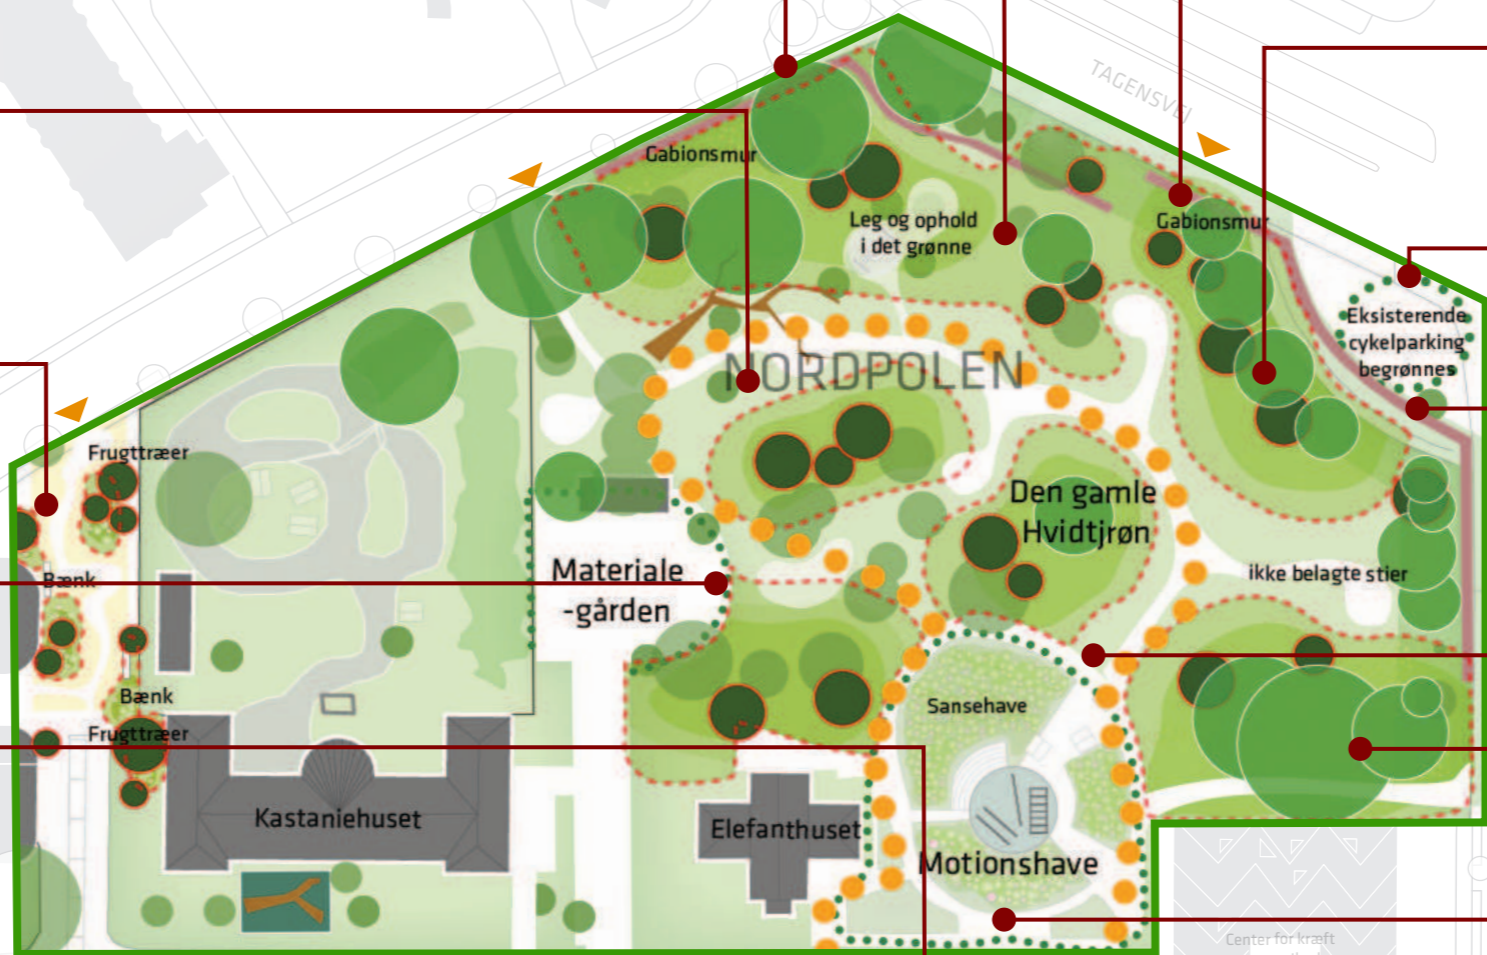 TAGENSVEJ
Gabionsmur
Leg og ophold
i det grønne
Gabionsmur
Eksisterende
cykelparking
begrønnes
NORDPOLEN
Frugttræer
Den gamle
Hvidtjørn
Materiale
-gården
ikke belagte stier
Bænk
Bænk
Sansehave
Frugttræer
Kastaniehuset
Elefanthuset
Motionshave
Center for kræft